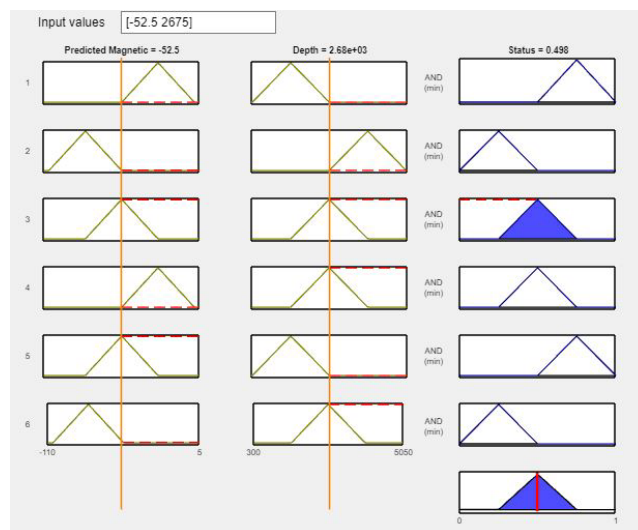 Input values [-52.5 2675]
Predicted Magnetic = -52.5 Depth = 2.68e+03 Status = 0.498
1 AND (min)
2 AND (min)
3 AND (min)
4 AND (min)
5 AND (min)
6 AND (min)
-110 5 300 5050
0 1